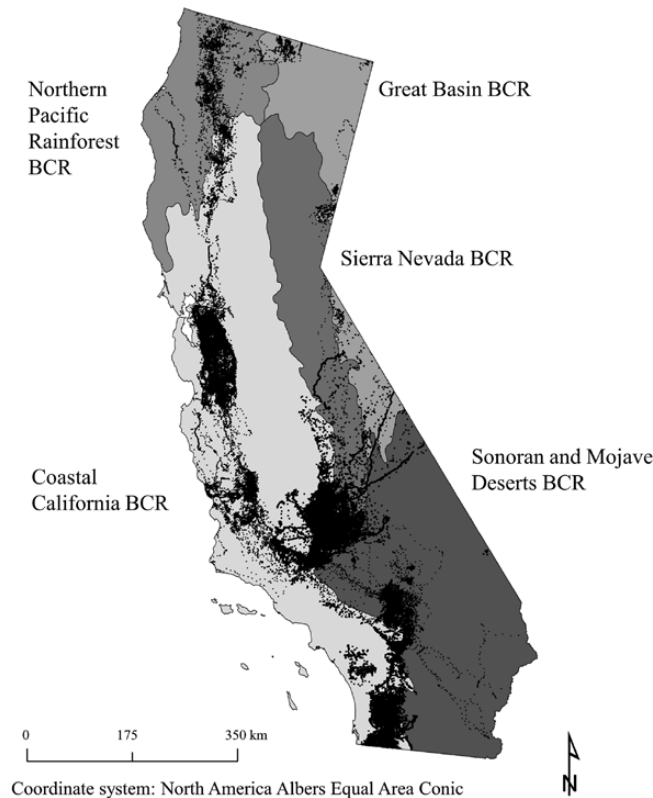 Northern
Pacific
Rainforest
BCR
Great Basin BCR
Sierra Nevada BCR
Coastal
California BCR
Sonoran and Mojave
Deserts BCR
0 175 350 km
N
Coordinate system: North America Albers Equal Area Conic